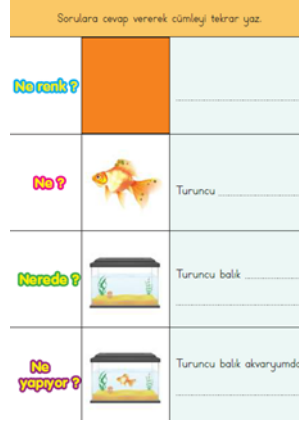 Sorulara cevap vererek cümleyi tekrar yaz.
Ne renk ?
Ne ?
Turuncu
Nerede ?
Turuncu balık
Ne
yapıyor ?
Turuncu balık akvaryumda